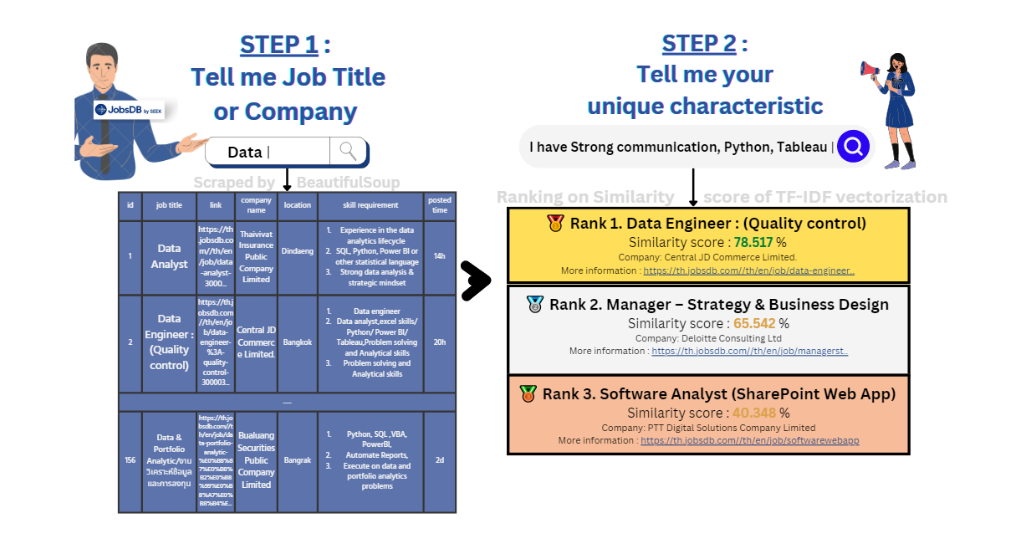 STEP 1 :
Tell me Job Title
or Company
JobsDB by SEEK
Data |
Scraped by BeautifulSoup
id
job title
link
company
name
location
skill requirement
posted
time
1
Data
Analyst
https://th
.jobsdb.co
m//th/en
/job/data
-analyst-
3000...
Thaivivat
Insurance
Public
Company
Limited
Dindaeng
1. Experience in the data
analytics lifecycle
2. SQL, Python, Power BI or
other statistical language
3. Strong data analysis &
strategic mindset
14h
2
Data
Engineer :
(Quality
control)
https://th.j
obsdb.com
//th/en/jo
b/data-
engineer-
%3A-
quality-
control-
300003...
Central JD
Commerc
e Limited.
Bangkok
1. Data engineer
2. Data analyst,excel skills/
Python/ Power BI/
Tableau,Problem solving
and Analytical skills
3. Problem solving and
Analytical skills
20h
...
156
Data &
Portfolio
Analytic/งาน
วิเคราะห์ข้อมูล
และการลงทุน
https://th.jo
bsdb.com//t
h/en/job/da
ta-portfolio-
analytic-
Bualuang
Securities
Public
Company
Limited
Bangrak
1. Python, SQL ,VBA,
PowerBI,
2. Automate Reports,
3. Execute on data and
portfolio analytics
problems
2d
STEP 2 :
Tell me your
unique characteristic
I have Strong communication, Python, Tableau |
Ranking on Similarity score of TF-IDF vectorization
Rank 1. Data Engineer : (Quality control)
Similarity score : 78.517 %
Company: Central JD Commerce Limited.
More information : https://th.jobsdb.com//th/en/job/data-engineer..
Rank 2. Manager – Strategy & Business Design
Similarity score : 65.542 %
Company: Deloitte Consulting Ltd
More information : https://th.jobsdb.com//th/en/job/managerst..
Rank 3. Software Analyst (SharePoint Web App)
Similarity score : 40.348 %
Company: PTT Digital Solutions Company Limited
More information : https://th.jobsdb.com//th/en/job/softwarewebapp